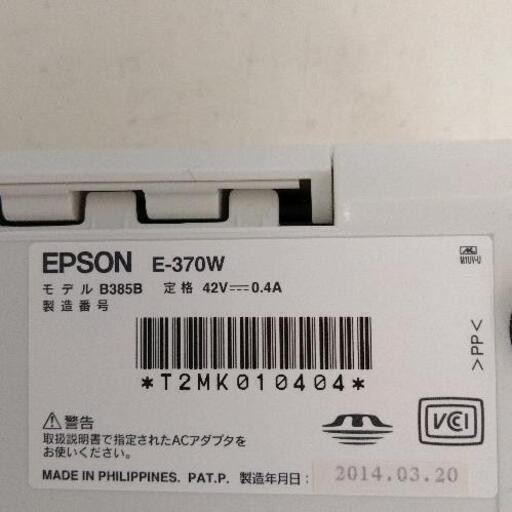 EPSON E-370W
モデル B385B 定格 42V⎓0.4A
製造番号
*T2MK010404*
M1UY-U
>PP<
⚠警告
取扱説明書で指定されたACアダプタを
お使いください。
VCI
MADE IN PHILIPPINES. PAT.P. 製造年月日: 2014.03.20